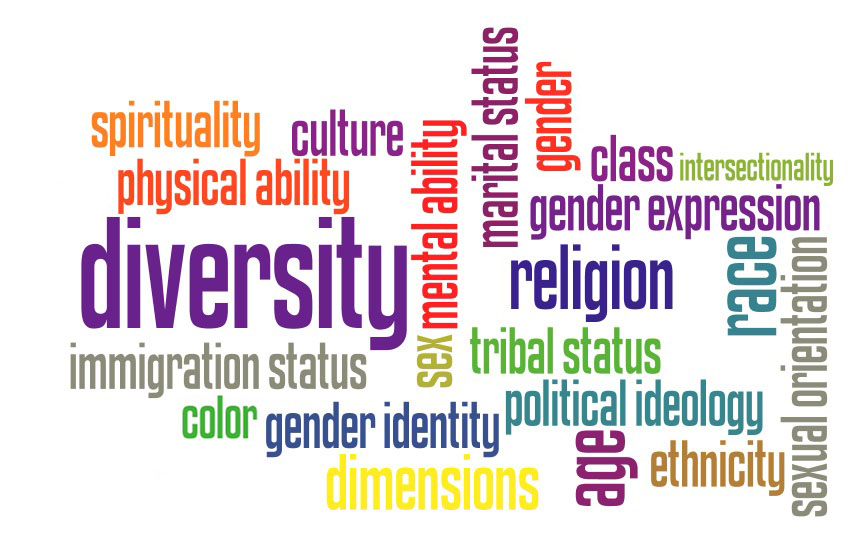 marital status
gender
spirituality
culture
mental ability
class
intersectionality
physical ability
gender expression
diversity
religion
race
sexual orientation
immigration status
sex
tribal status
color
gender identity
political ideology
dimensions
age
ethnicity